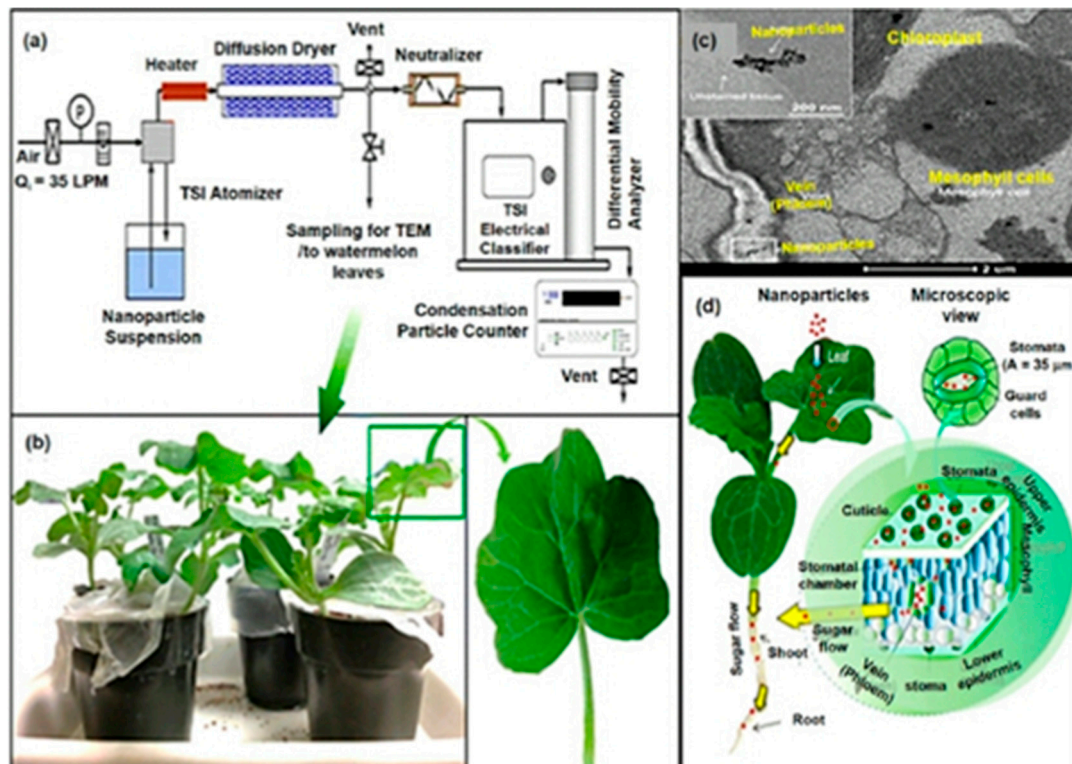 (a)
Vent
Diffusion Dryer
Neutralizer
Heater
P
Air
Qᵢ = 35 LPM
TSI Atomizer
Sampling for TEM
/to watermelon
leaves
TSI
Electrical
Classifier
Differential Mobility
Analyzer
Nanoparticle
Suspension
Condensation
Particle Counter
Vent
(b)
(c)
Nanoparticles
Unstained tissue
200 nm
Chloroplast
Mesophyll cells
Mesophyll cell
Vein
(Phloem)
Nanoparticles
2 um
(d)
Nanoparticles
Microscopic
view
Leaf
Stomata
(A = 35 μm
Guard
cells
Stomata
Upper
epidermis
Cuticle
Mesophyll
Stomatal
chamber
Sugar flow
Sugar
flow
Shoot
Vein
(Phloem)
stoma
Lower
epidermis
Root